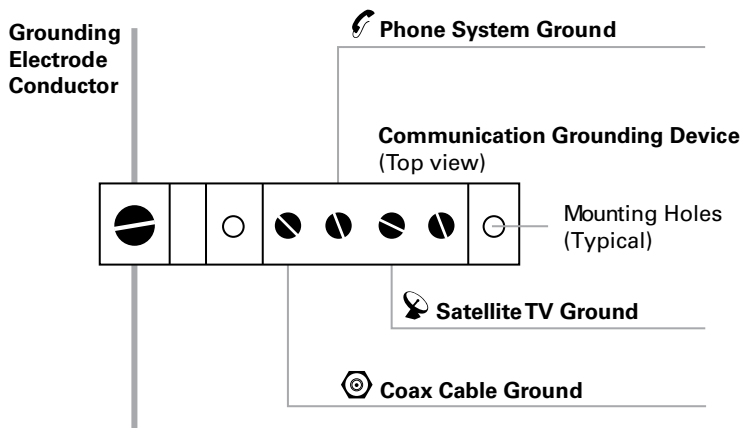 Grounding
Electrode
Conductor
Phone System Ground
Communication Grounding Device
(Top view)
Mounting Holes
(Typical)
Satellite TV Ground
Coax Cable Ground